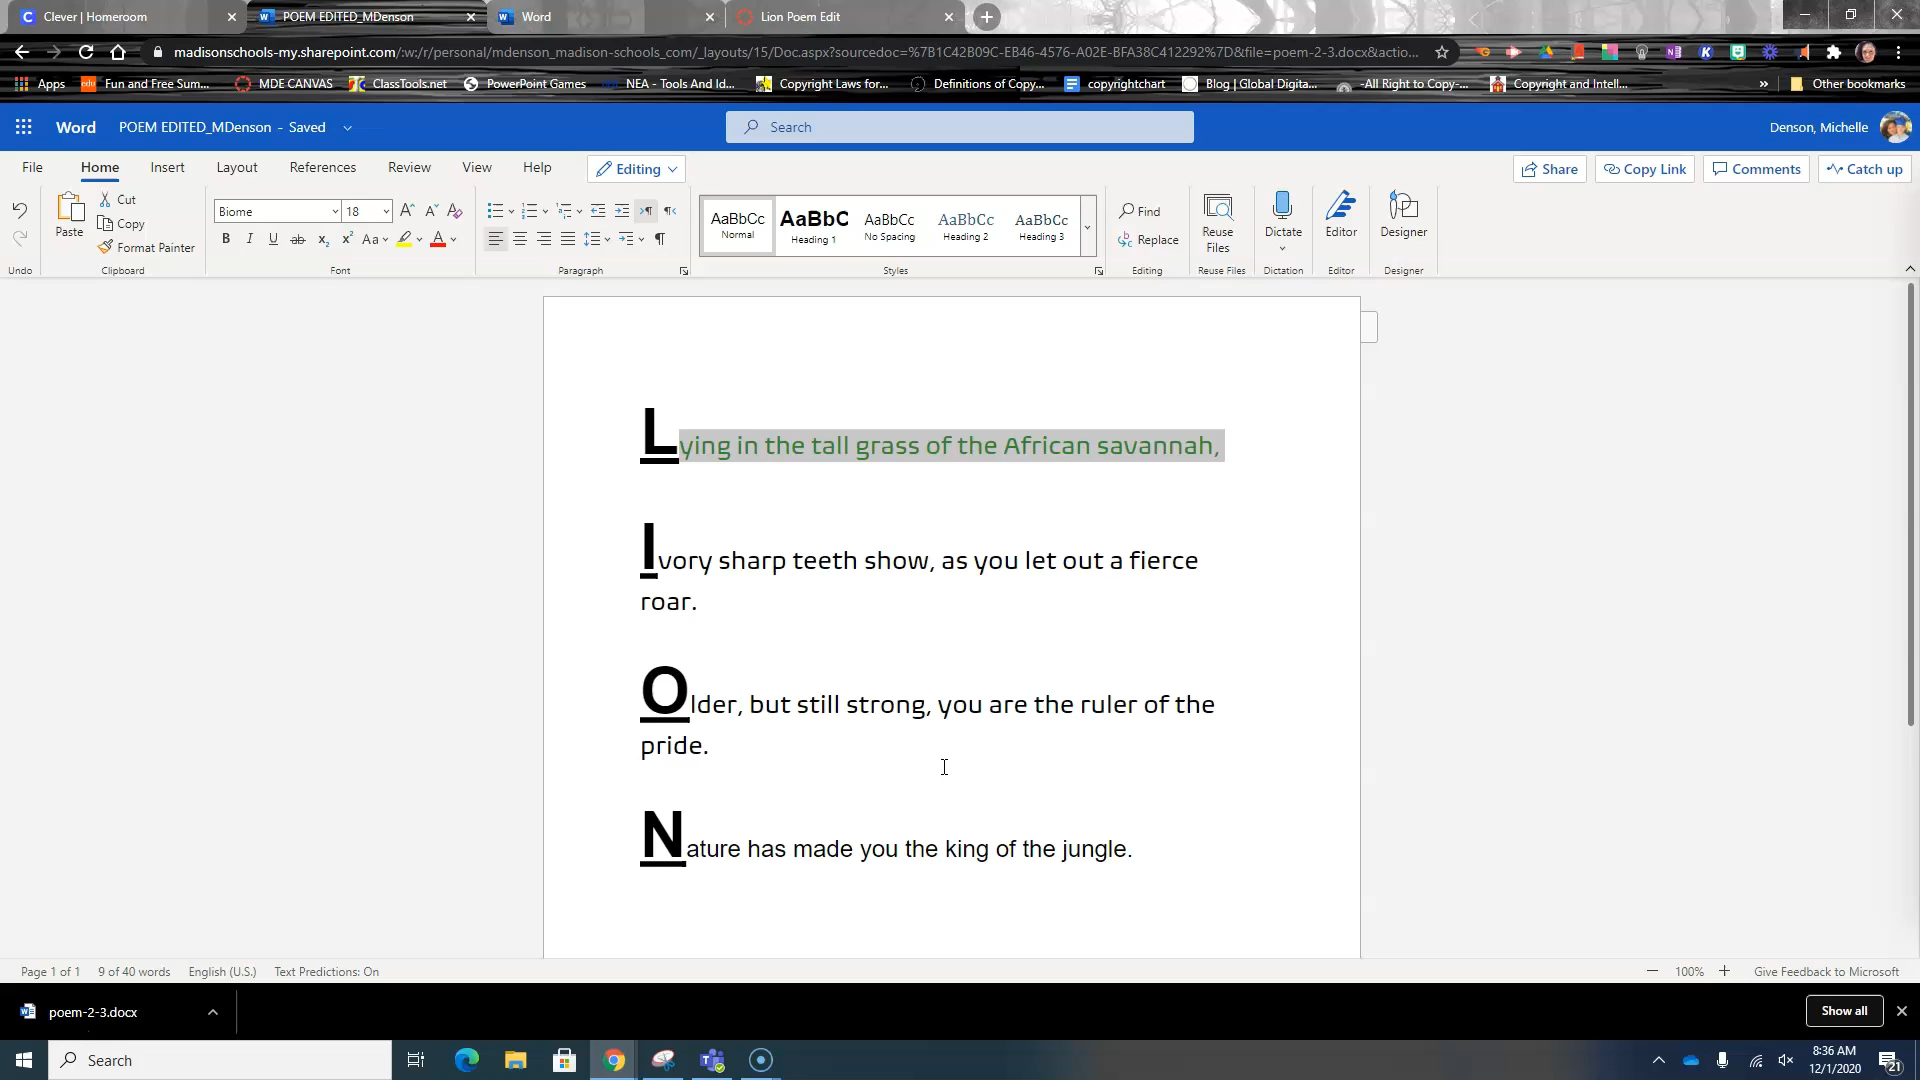 Clever | Homeroom
POEM EDITED_MDenson
Word
Lion Poem Edit
madisonschools-my.sharepoint.com/:w:/r/personal/mdenson_madison-schools_com/_layouts/15/Doc.aspx?sourcedoc=%7B1C42B09C-EB46-4576-A02E-BFA38C412292%7D&file=poem-2-3.docx&actio...
Apps
Fun and Free Sum...
MDE CANVAS
ClassTools.net
PowerPoint Games
NEA - Tools And Id...
Copyright Laws for...
Definitions of Copy...
copyrightchart
Blog | Global Digita...
-All Right to Copy-...
Copyright and Intell...
Other bookmarks
Word
POEM EDITED_MDenson - Saved
Search
Denson, Michelle
File Home Insert Layout References Review View Help Editing
Share Copy Link Comments Catch up
Undo
Paste
Cut
Copy
Format Painter
Clipboard
Biome 18
Font
Paragraph
AaBbCc
Normal
AaBbC
Heading 1
AaBbCc
No Spacing
AaBbCc
Heading 2
AaBbCc
Heading 3
Styles
Find
Replace
Editing
Reuse
Files
Reuse Files
Dictate
Dictation
Editor
Editor
Designer
Designer
Lying in the tall grass of the African savannah,
Ivory sharp teeth show, as you let out a fierce
roar.
Older, but still strong, you are the ruler of the
pride.
Nature has made you the king of the jungle.
Page 1 of 1 9 of 40 words English (U.S.) Text Predictions: On
100% Give Feedback to Microsoft
poem-2-3.docx
Show all
Search
8:36 AM
12/1/2020
21